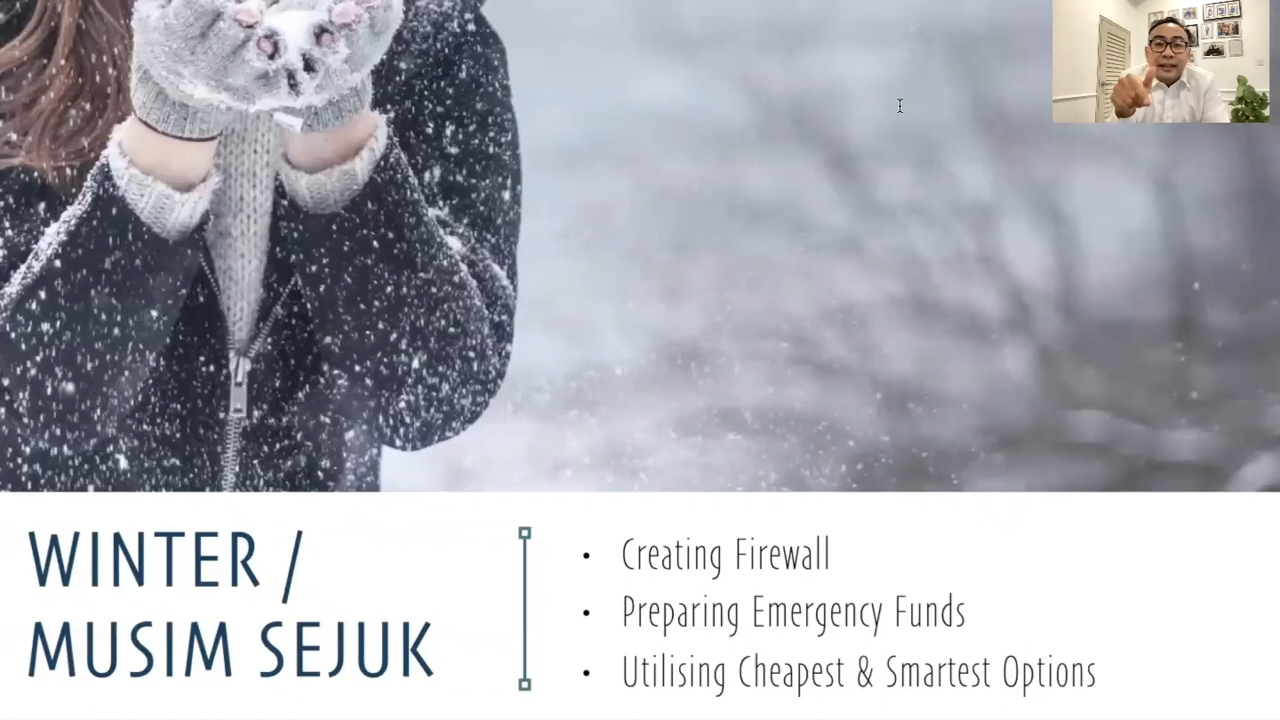 WINTER /
MUSIM SEJUK
• Creating Firewall
• Preparing Emergency Funds
• Utilising Cheapest & Smartest Options